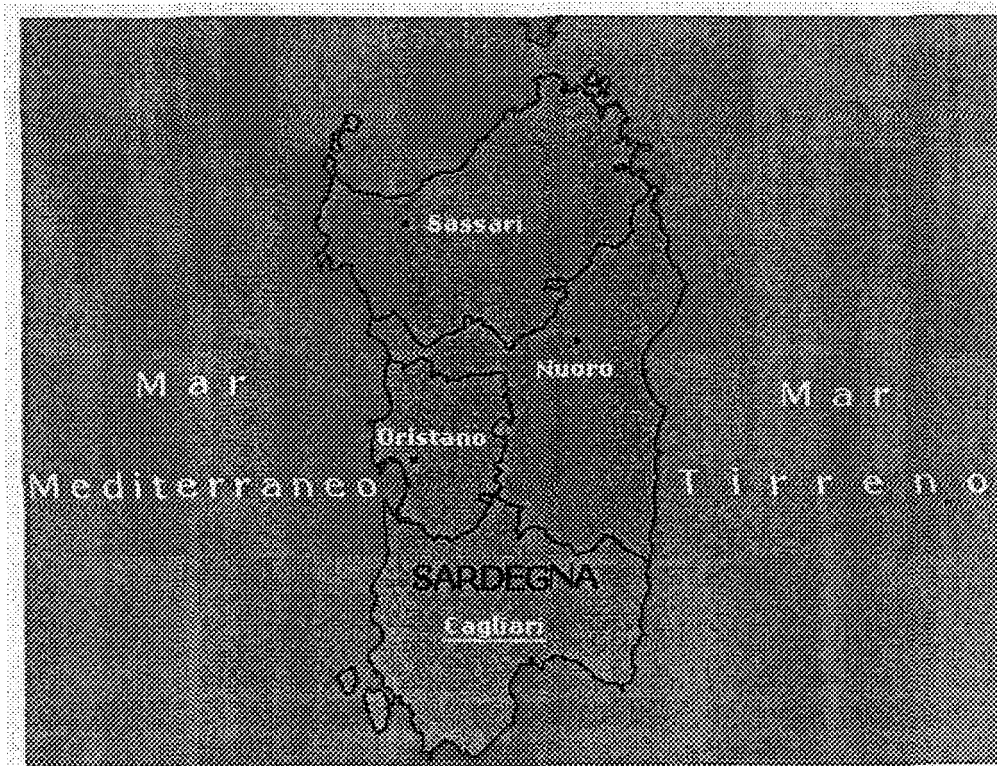 Sassari
Nuoro
Mar
Mar
Oristano
Mediterraneo
Tirreno
SARDEGNA
Cagliari